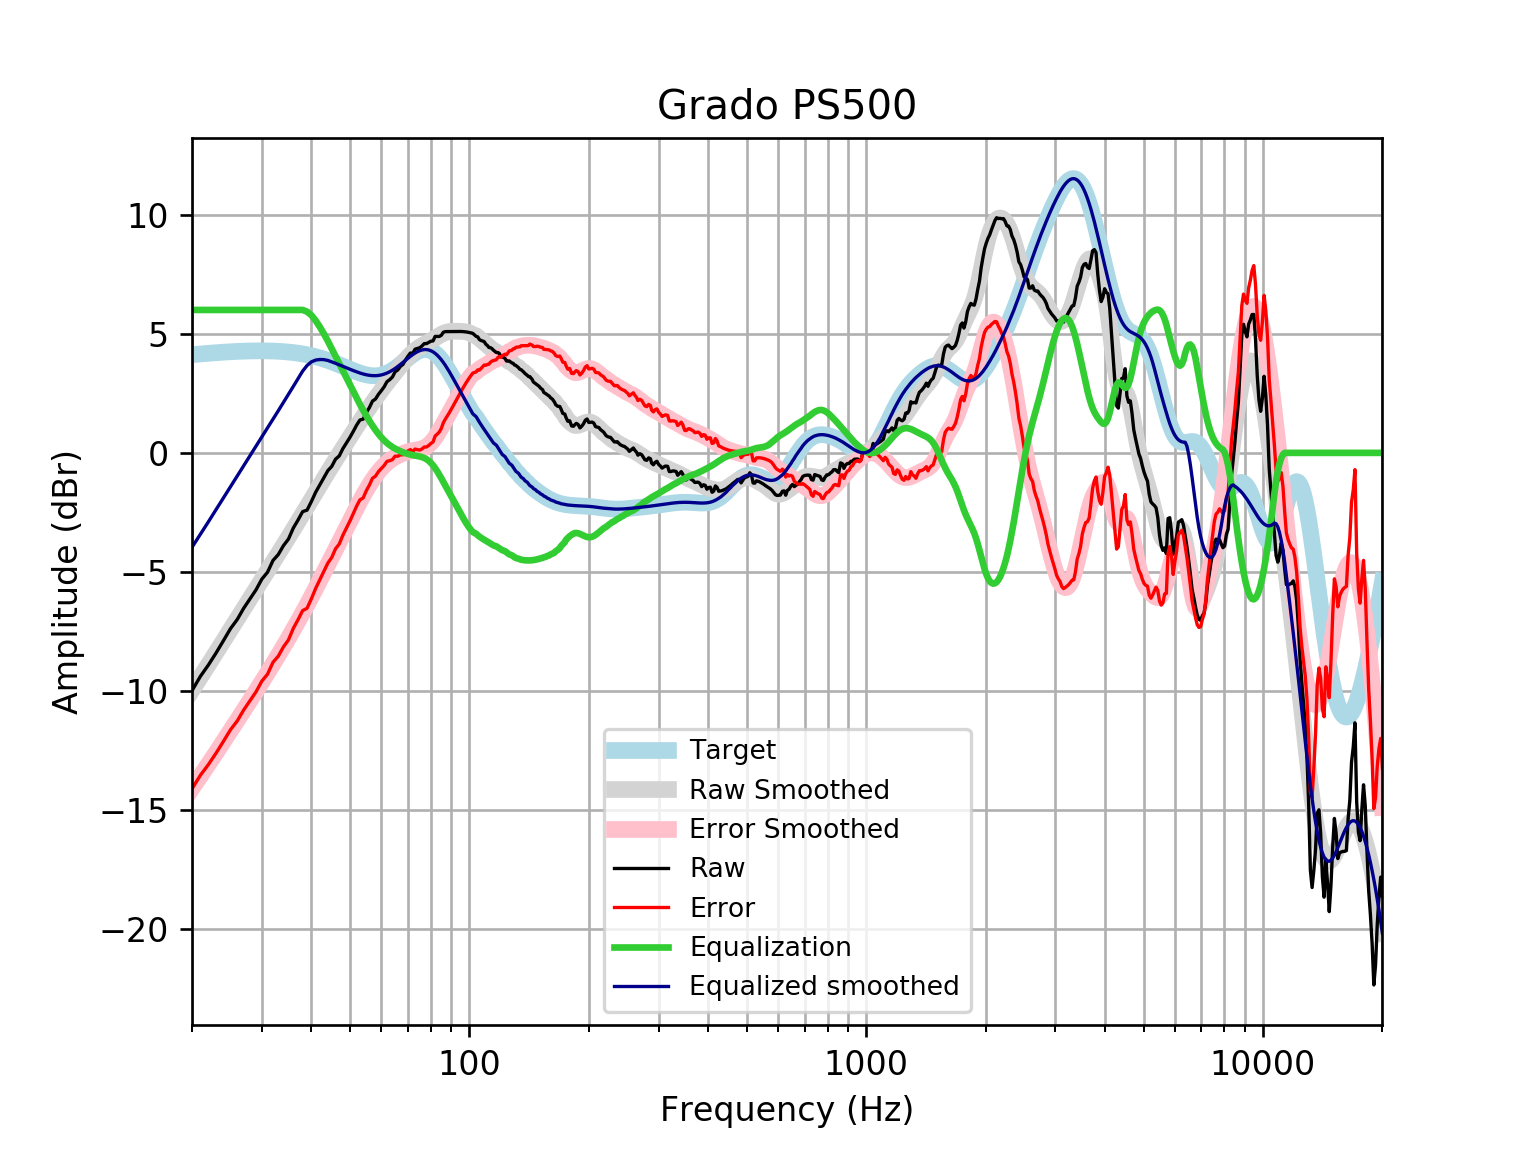 Grado PS500
Amplitude (dBr)
10
5
0
−5
−10
−15
−20
Target
Raw Smoothed
Error Smoothed
Raw
Error
Equalization
Equalized smoothed
100
1000
10000
Frequency (Hz)